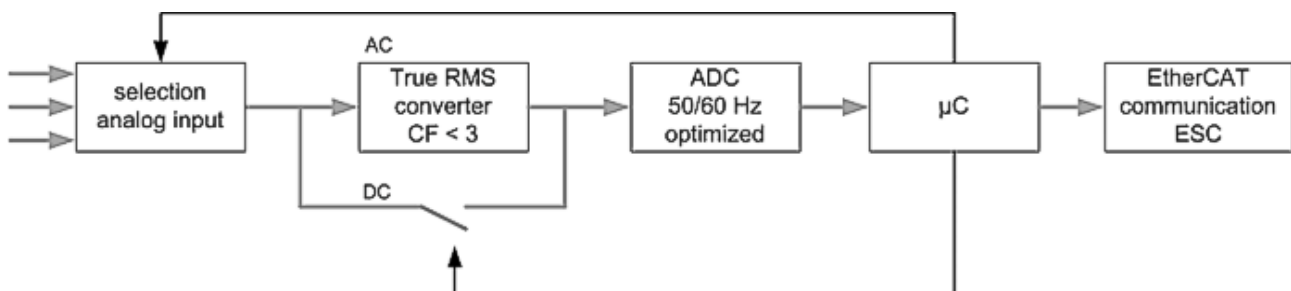 AC
selection
analog input
True RMS
converter
CF < 3
ADC
50/60 Hz
optimized
µC
EtherCAT
communication
ESC
DC